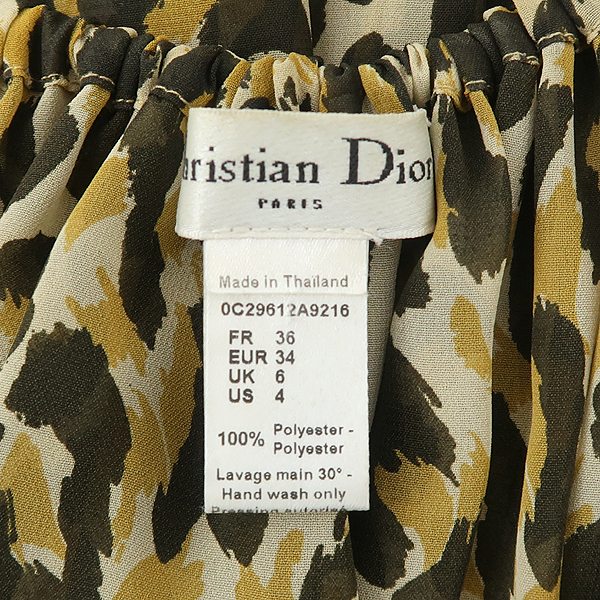 hristian Dior
PARIS
Made in Thaïland
0C29612A9216
FR 36
EUR 34
UK 6
US 4
100% Polyester -
Polyester
Lavage main 30° -
Hand wash only